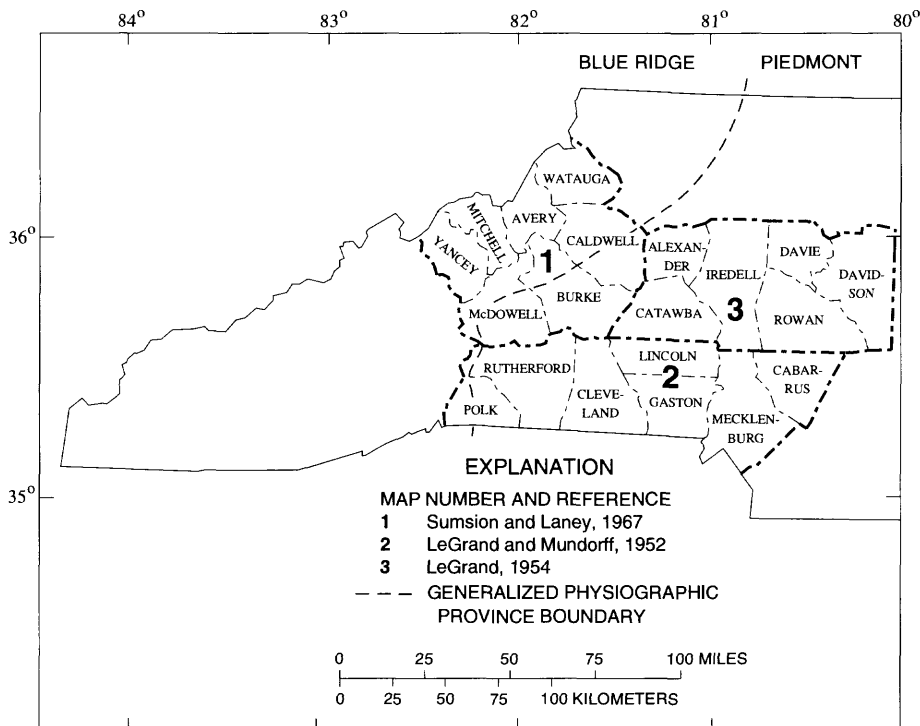 84° 83° 82° 81° 80°
BLUE RIDGE PIEDMONT
WATAUGA
MITCHELL
AVERY
36°
YANCEY
CALDWELL
ALEXAN-
DER
DAVIE
1
IREDELL
DAVID-
SON
BURKE
McDOWELL
CATAWBA
3
ROWAN
LINCOLN
RUTHERFORD
2
CABAR-
RUS
CLEVE-
LAND
GASTON
POLK
MECKLEN-
BURG
EXPLANATION
35°
MAP NUMBER AND REFERENCE
1 Sumsion and Laney, 1967
2 LeGrand and Mundorff, 1952
3 LeGrand, 1954
GENERALIZED PHYSIOGRAPHIC
PROVINCE BOUNDARY
0 25 50 75 100 MILES
0 25 50 75 100 KILOMETERS